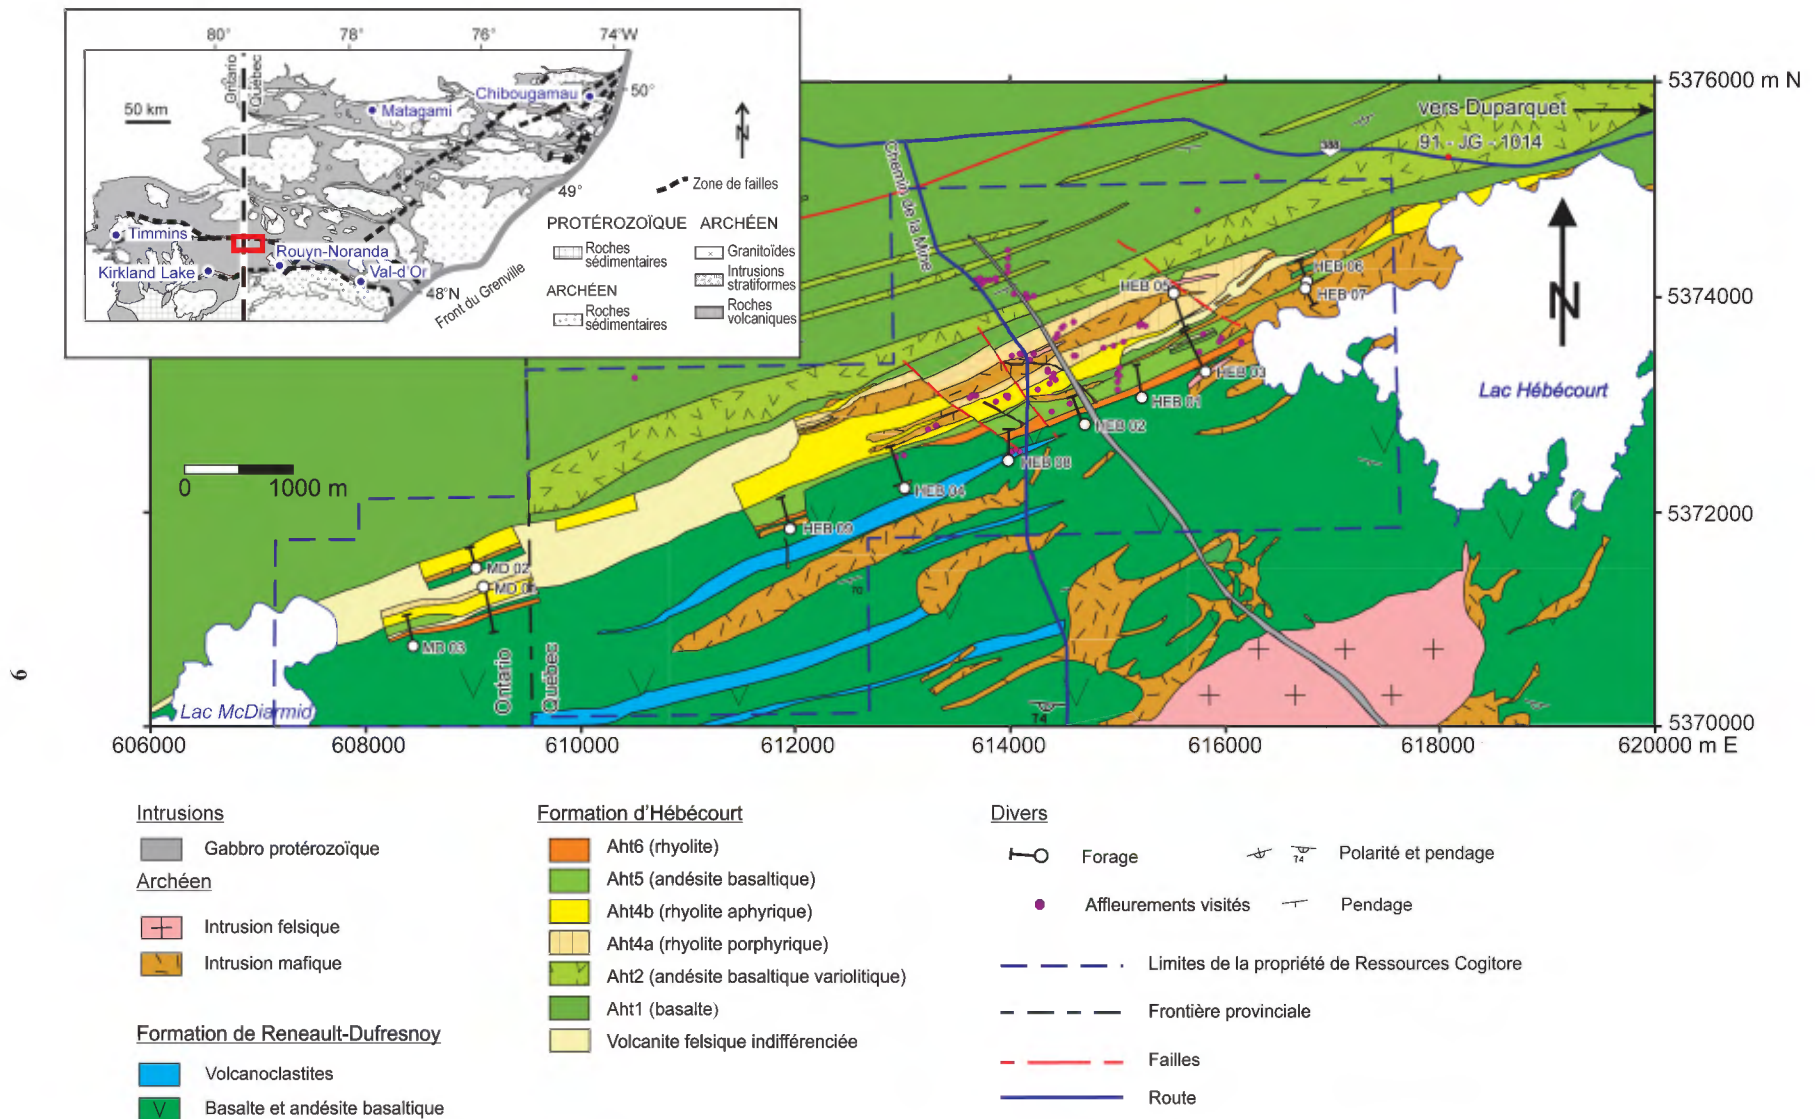 80°
78°
76°
74°W
Ontario
Québec
Chibougamau
50°
50 km
Matagami
N
49°
Zone de failles
PROTÉROZOÏQUE
ARCHÉEN
Roches sédimentaires
Granitoïdes
Timmins
Rouyn-Noranda
Kirkland Lake
Val-d'Or
Intrusions stratiformes
48°N
Front du Grenville
ARCHÉEN
Roches sédimentaires
Roches volcaniques
5376000 m N
vers Duparquet
91 - JG - 1014
388
Chemin de la Mine
N
5374000
HEB 06
HEB 05
HEB 07
HEB 03
Lac Hébécourt
HEB 01
HEB 02
HEB 08
0 1000 m
HEB 04
HEB 09
5372000
MD 02
MD 01
70
MD 03
Ontario
Québec
Lac McDiarmid
74
5370000
606000
608000
610000
612000
614000
616000
618000
620000 m E
6
Intrusions
Gabbro protérozoïque
Archéen
Intrusion felsique
Intrusion mafique
Formation de Reneault-Dufresnoy
Volcanoclastites
Basalte et andésite basaltique
Formation d'Hébécourt
Aht6 (rhyolite)
Aht5 (andésite basaltique)
Aht4b (rhyolite aphyrique)
Aht4a (rhyolite porphyrique)
Aht2 (andésite basaltique variolitique)
Aht1 (basalte)
Volcanite felsique indifférenciée
Divers
Forage
74
Polarité et pendage
Affleurements visités
Pendage
Limites de la propriété de Ressources Cogitore
Frontière provinciale
Failles
Route